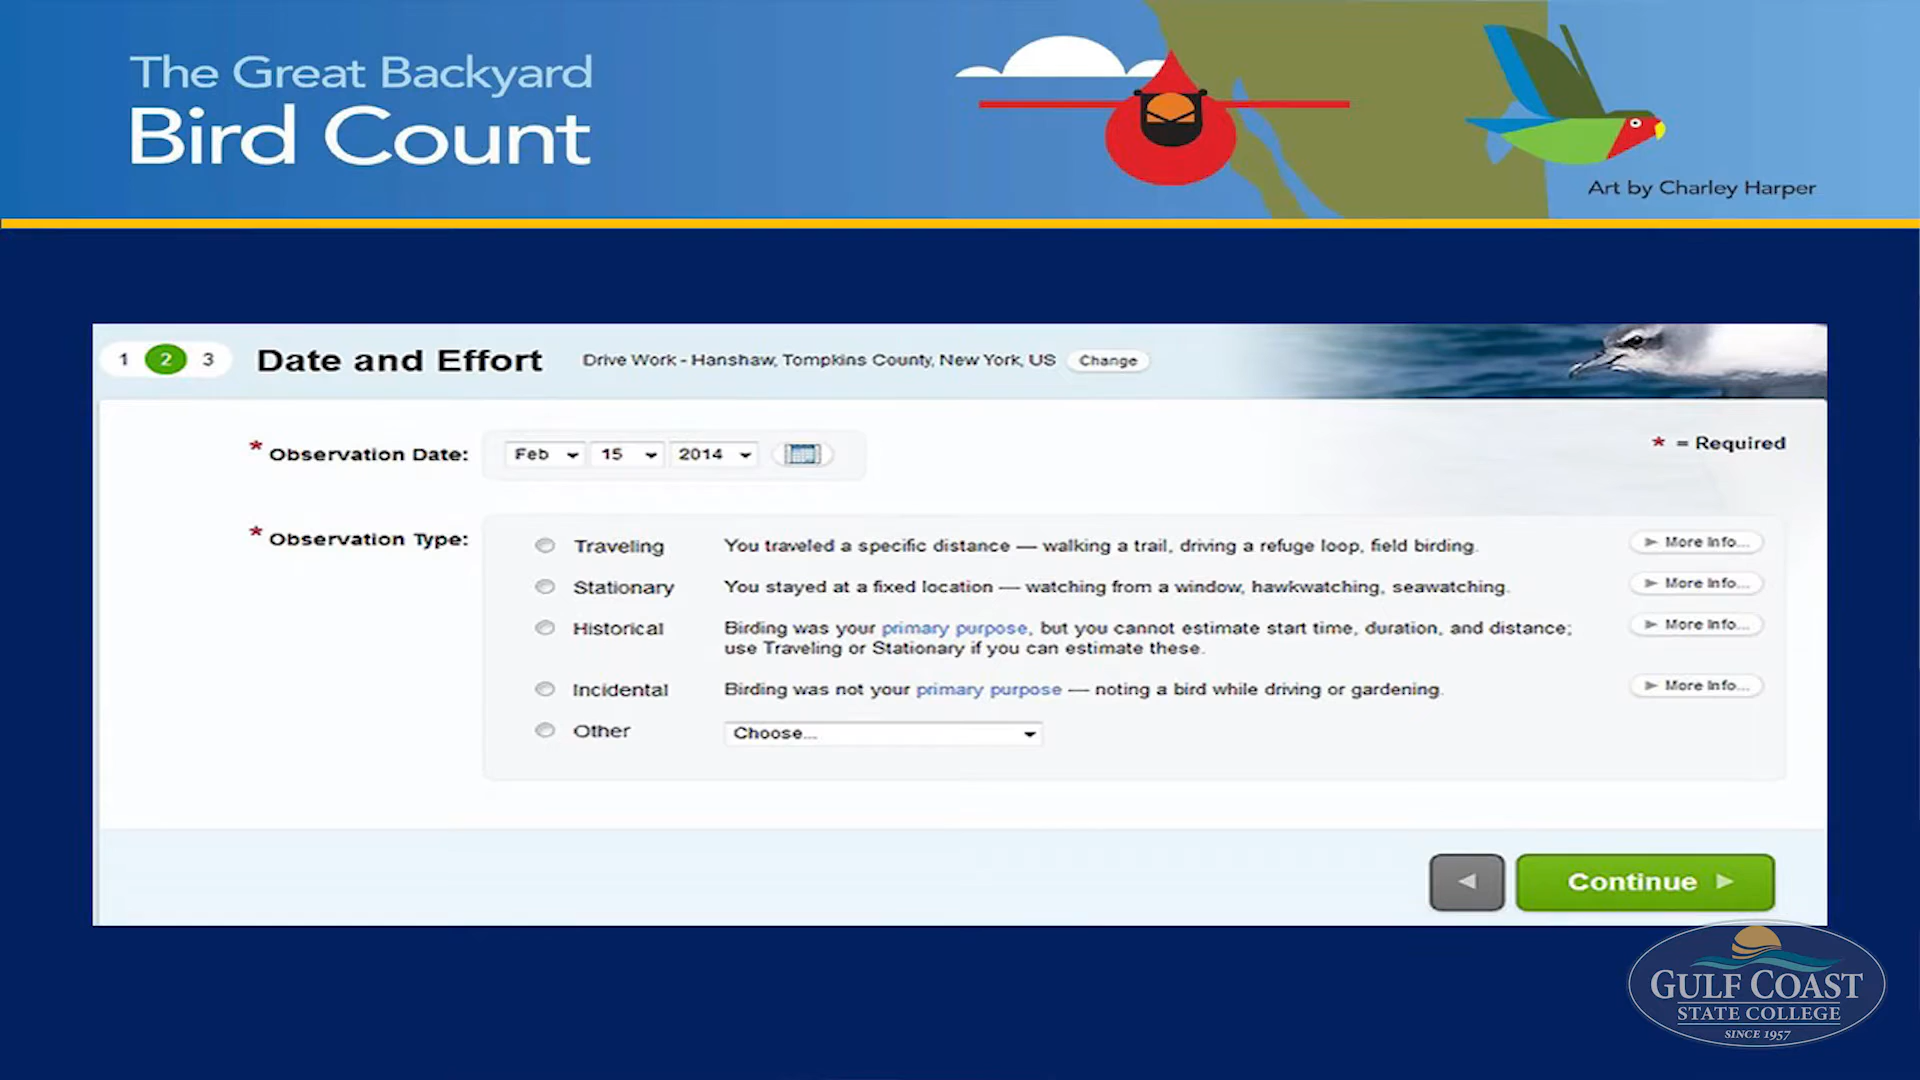 The Great Backyard
Bird Count
Art by Charley Harper
1 2 3 Date and Effort Drive Work - Hanshaw, Tompkins County, New York, US Change
* = Required
* Observation Date: Feb 15 2014
* Observation Type:
Traveling You traveled a specific distance — walking a trail, driving a refuge loop, field birding. More Info...
Stationary You stayed at a fixed location — watching from a window, hawkwatching, seawatching. More Info...
Historical Birding was your primary purpose, but you cannot estimate start time, duration, and distance; More Info...
use Traveling or Stationary if you can estimate these.
Incidental Birding was not your primary purpose — noting a bird while driving or gardening. More Info...
Other Choose...
Continue
GULF COAST
STATE COLLEGE
SINCE 1957